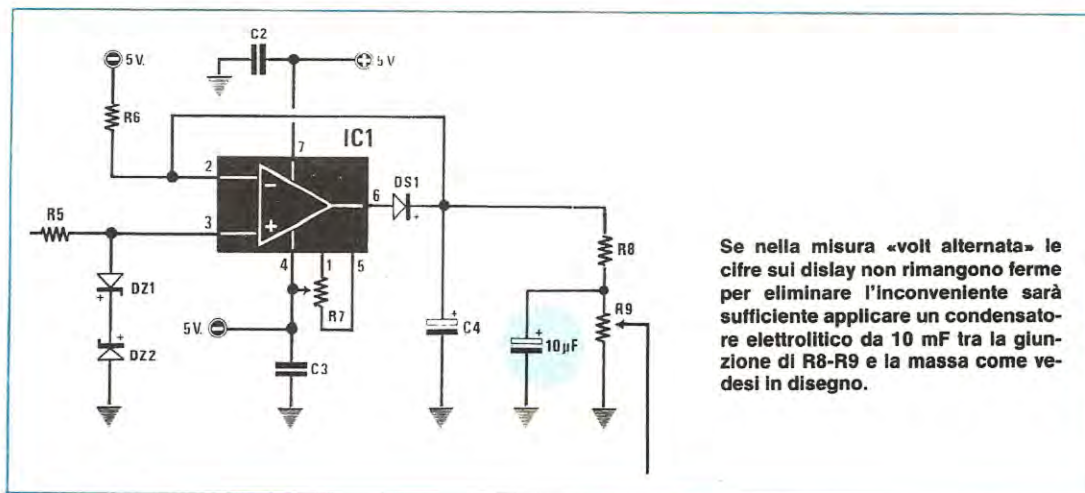 C2
5V.
5V
R6
IC1
7
2
DS1
6
R5
3
R8
4
1
5
DZ1
R7
R9
5V.
C4
10µF
DZ2
C3
Se nella misura «volt alternata» le
cifre sui dislay non rimangono ferme
per eliminare l'inconveniente sarà
sufficiente applicare un condensato-
re elettrolitico da 10 mF tra la giun-
zione di R8-R9 e la massa come ve-
desi in disegno.